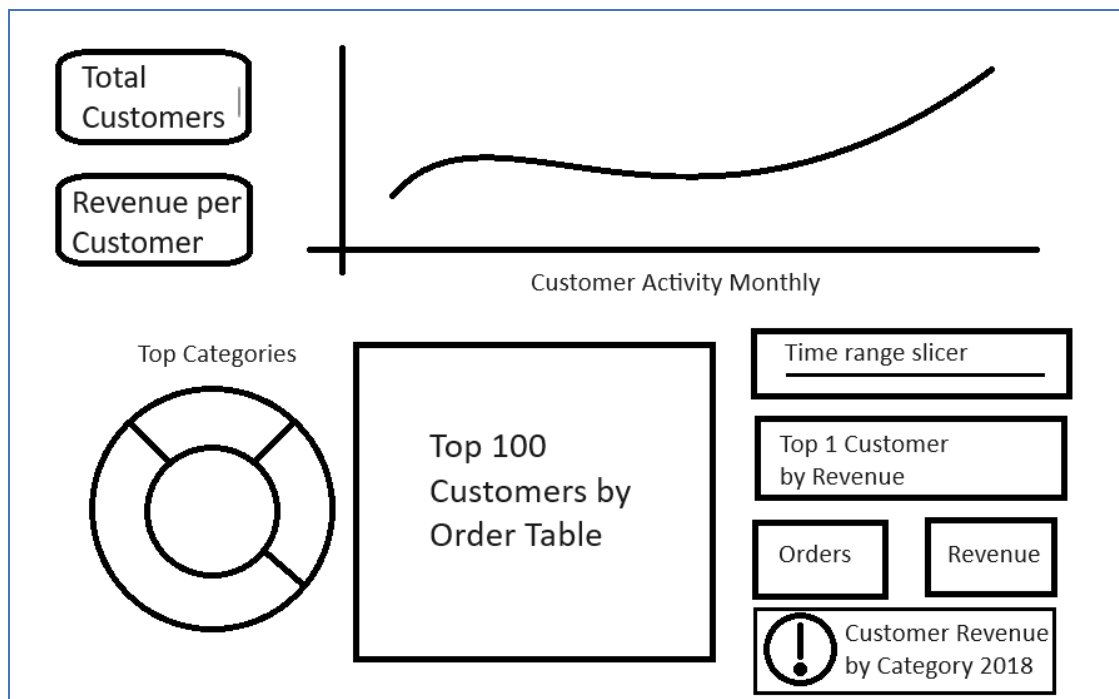 Total
Customers
Revenue per
Customer
Customer Activity Monthly
Top Categories
Top 100
Customers by
Order Table
Time range slicer
Top 1 Customer
by Revenue
Orders
Revenue
Customer Revenue
by Category 2018